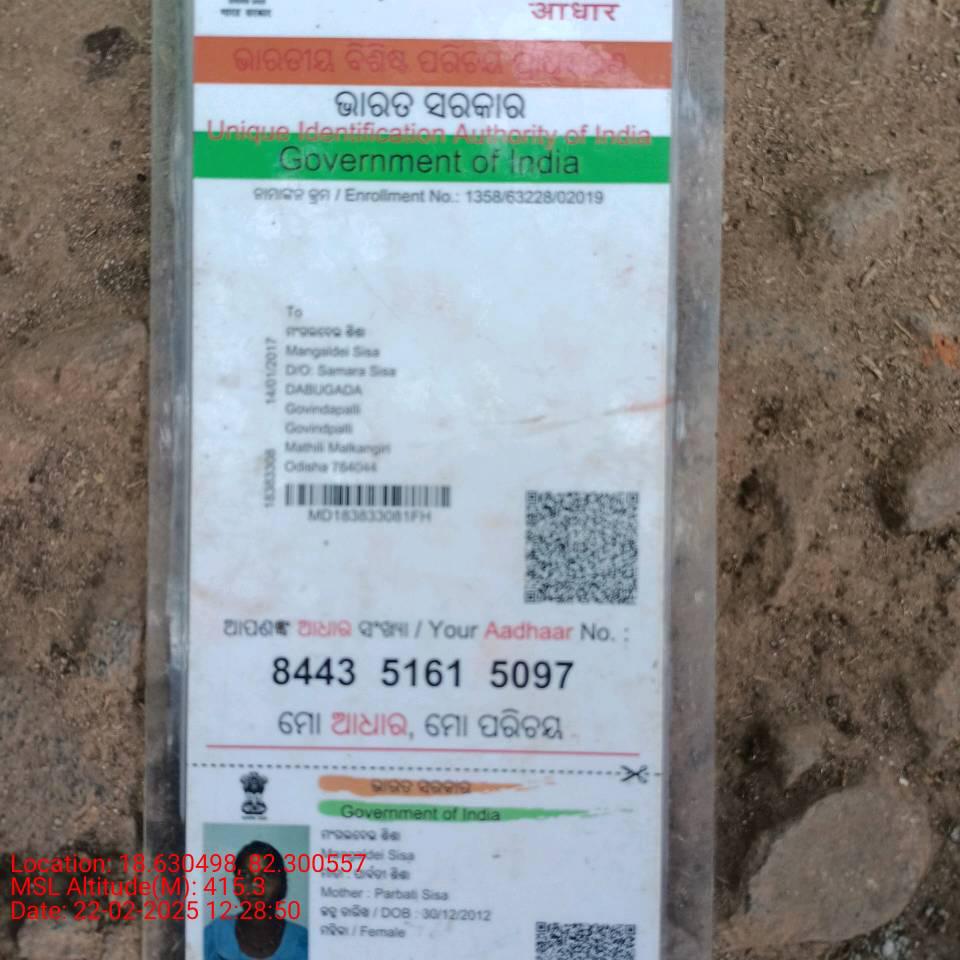 भारत सरकार
आधार
ଭାରତୀୟ ବିଶିଷ୍ଟ ପରିଚୟ ପ୍ରାଧିକରଣ
ଭାରତ ସରକାର
Unique Identification Authority of India
Government of India
ନାମାଙ୍କନ କ୍ରମ / Enrollment No.: 1358/63228/02019
To
Mangaldei Sisa
D/O: Samara Sisa
DABUGADA
Govindapalli
Govindpalli
Mathili Malkangiri
Odisha 764044
14/01/2017
18383308
MD183833081FH
ଆପଣଙ୍କ ଆଧାର ସଂଖ୍ୟା / Your Aadhaar No. :
8443 5161 5097
ମୋ ଆଧାର, ମୋ ପରିଚୟ
ଭାରତ ସରକାର
Government of India
Mangaldei Sisa
Mother : Parbati Sisa
ଜନ୍ମ ତାରିଖ / DOB : 30/12/2012
ମହିଳା / Female
Location: 18.630498, 82.300557
MSL Altitude(M): 415.3
Date: 22-02-2025 12:28:50